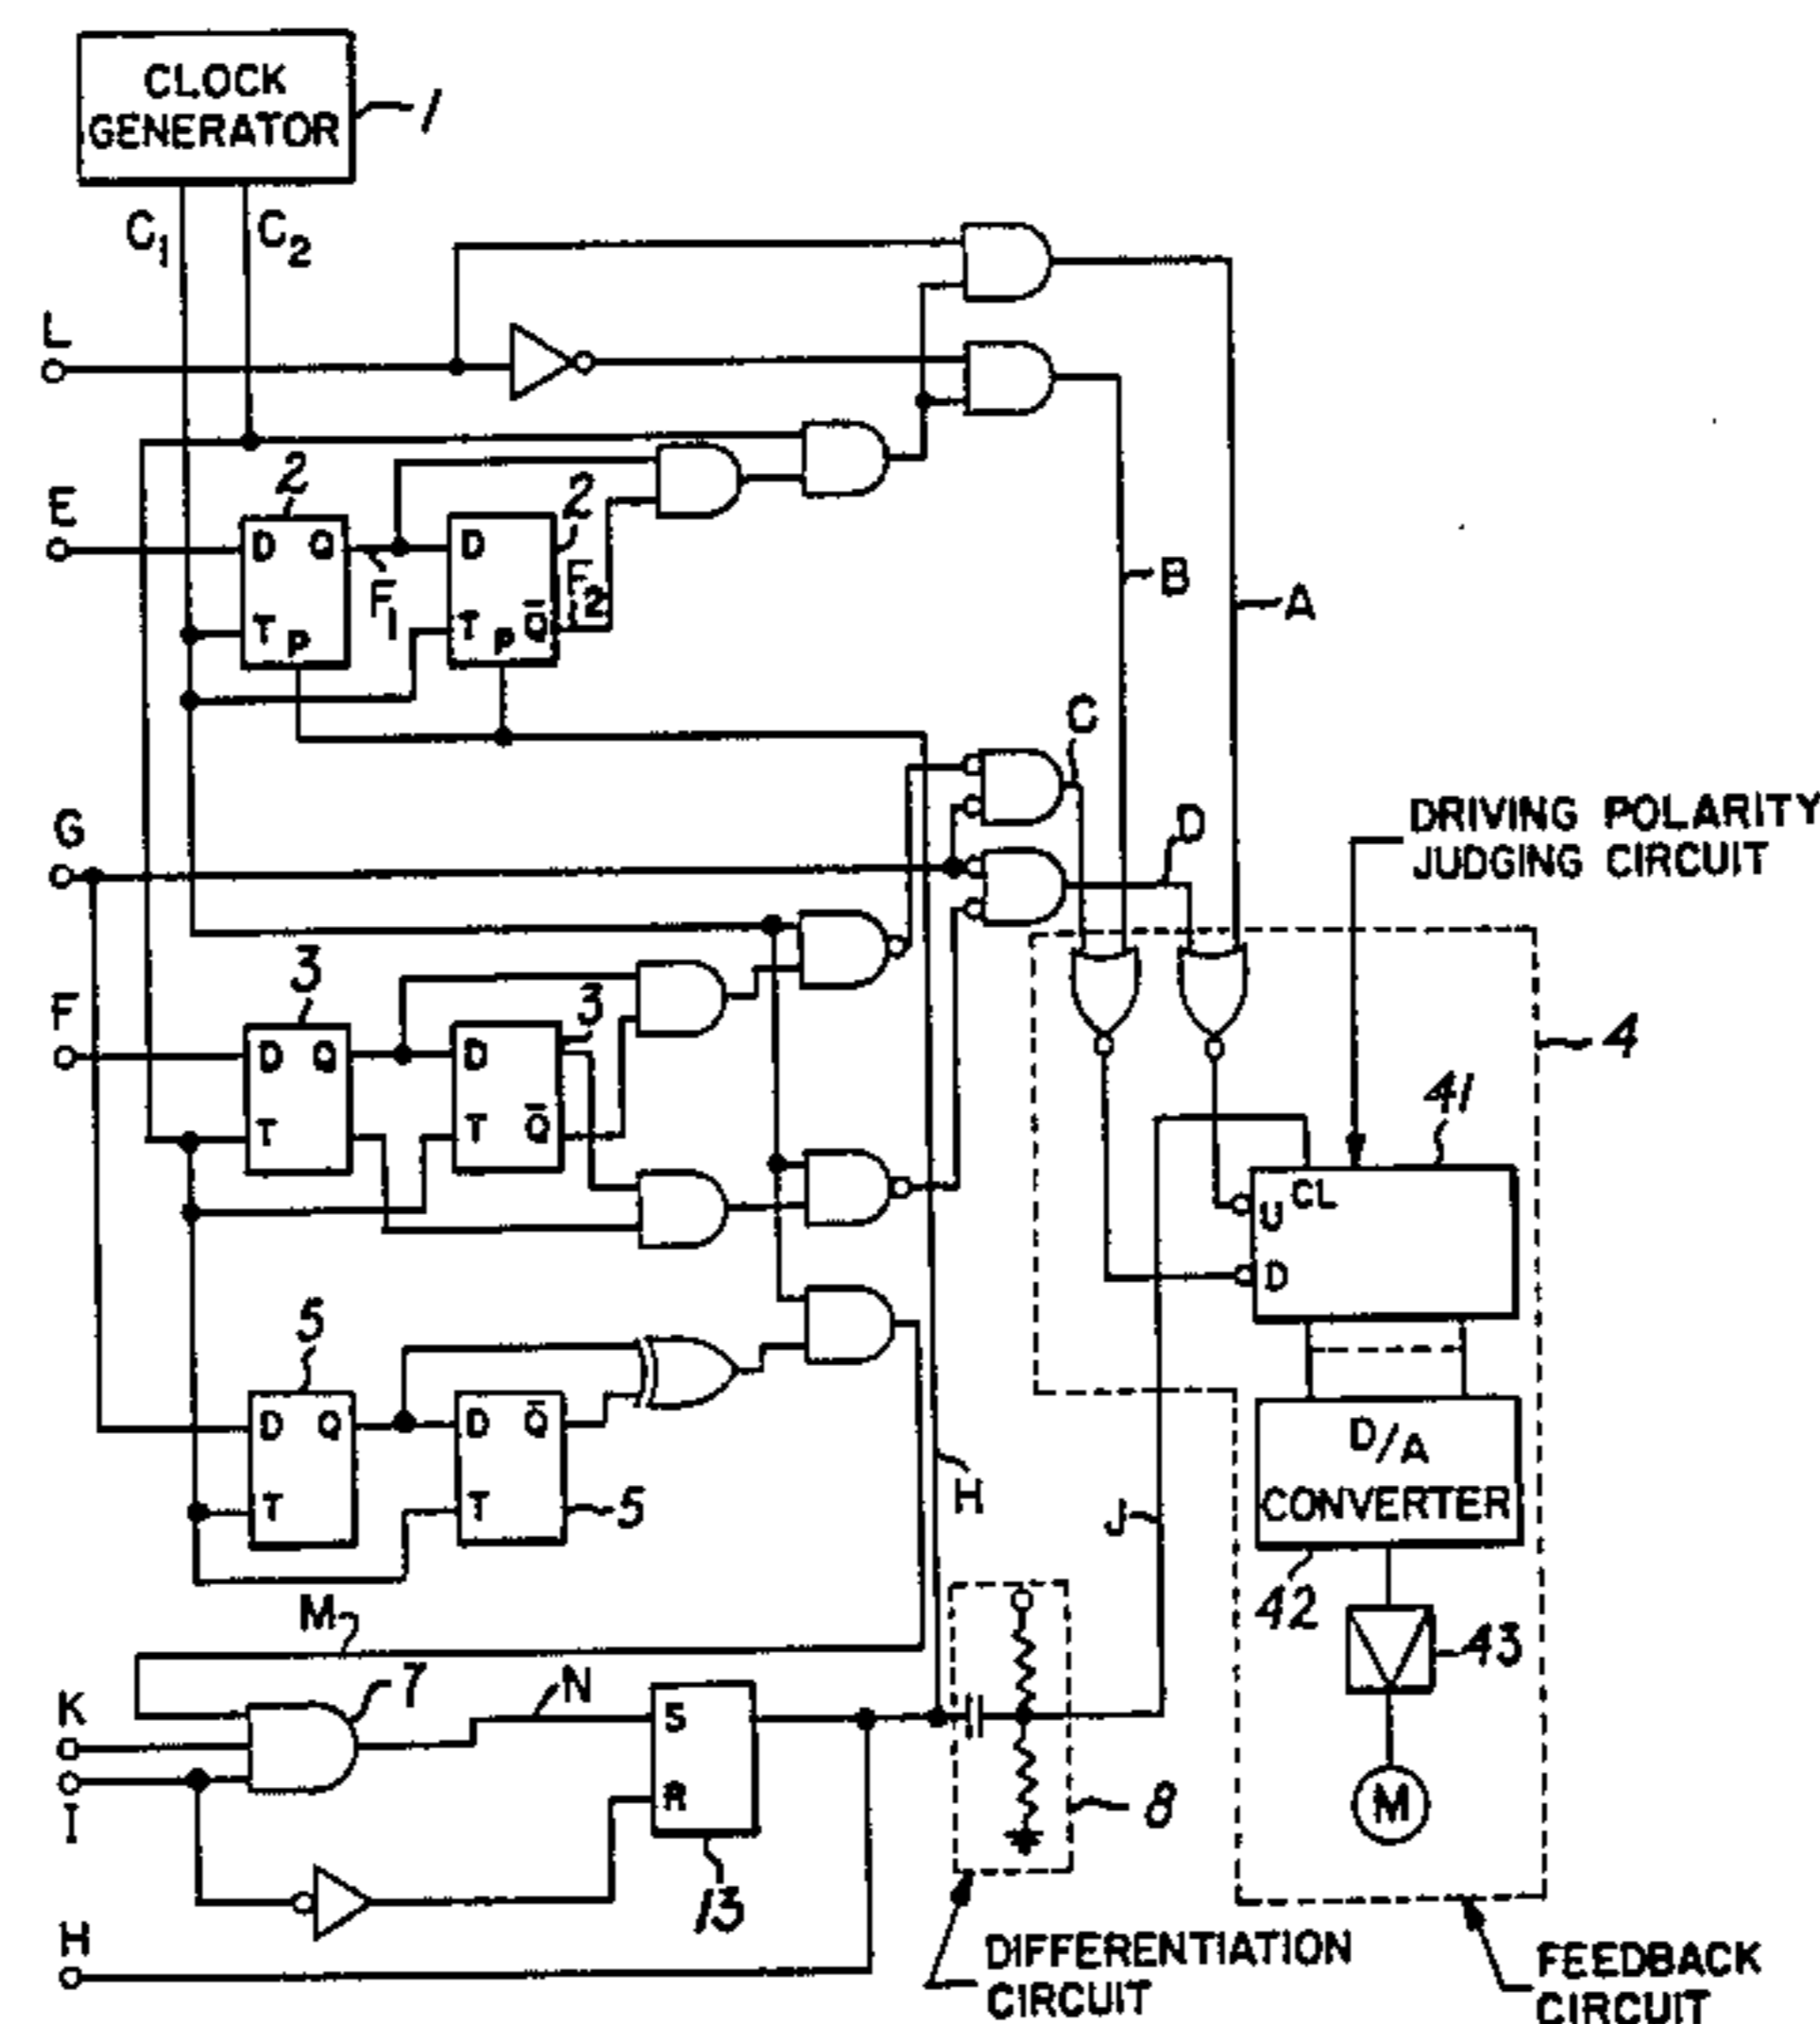 CLOCK
GENERATOR
1
C1
C2
L
E
2
D Q
T P
F1
2
D
T P Q̄
F2
B
A
G
C
D
DRIVING POLARITY
JUDGING CIRCUIT
F
3
D Q
T
3
D
T Q̄
4
41
CL
U
D
5
D Q
T
D Q̄
T
5
H
J
D/A
CONVERTER
42
43
M
M
7
N
K
I
S
R
13
8
H
DIFFERENTIATION
CIRCUIT
FEEDBACK
CIRCUIT